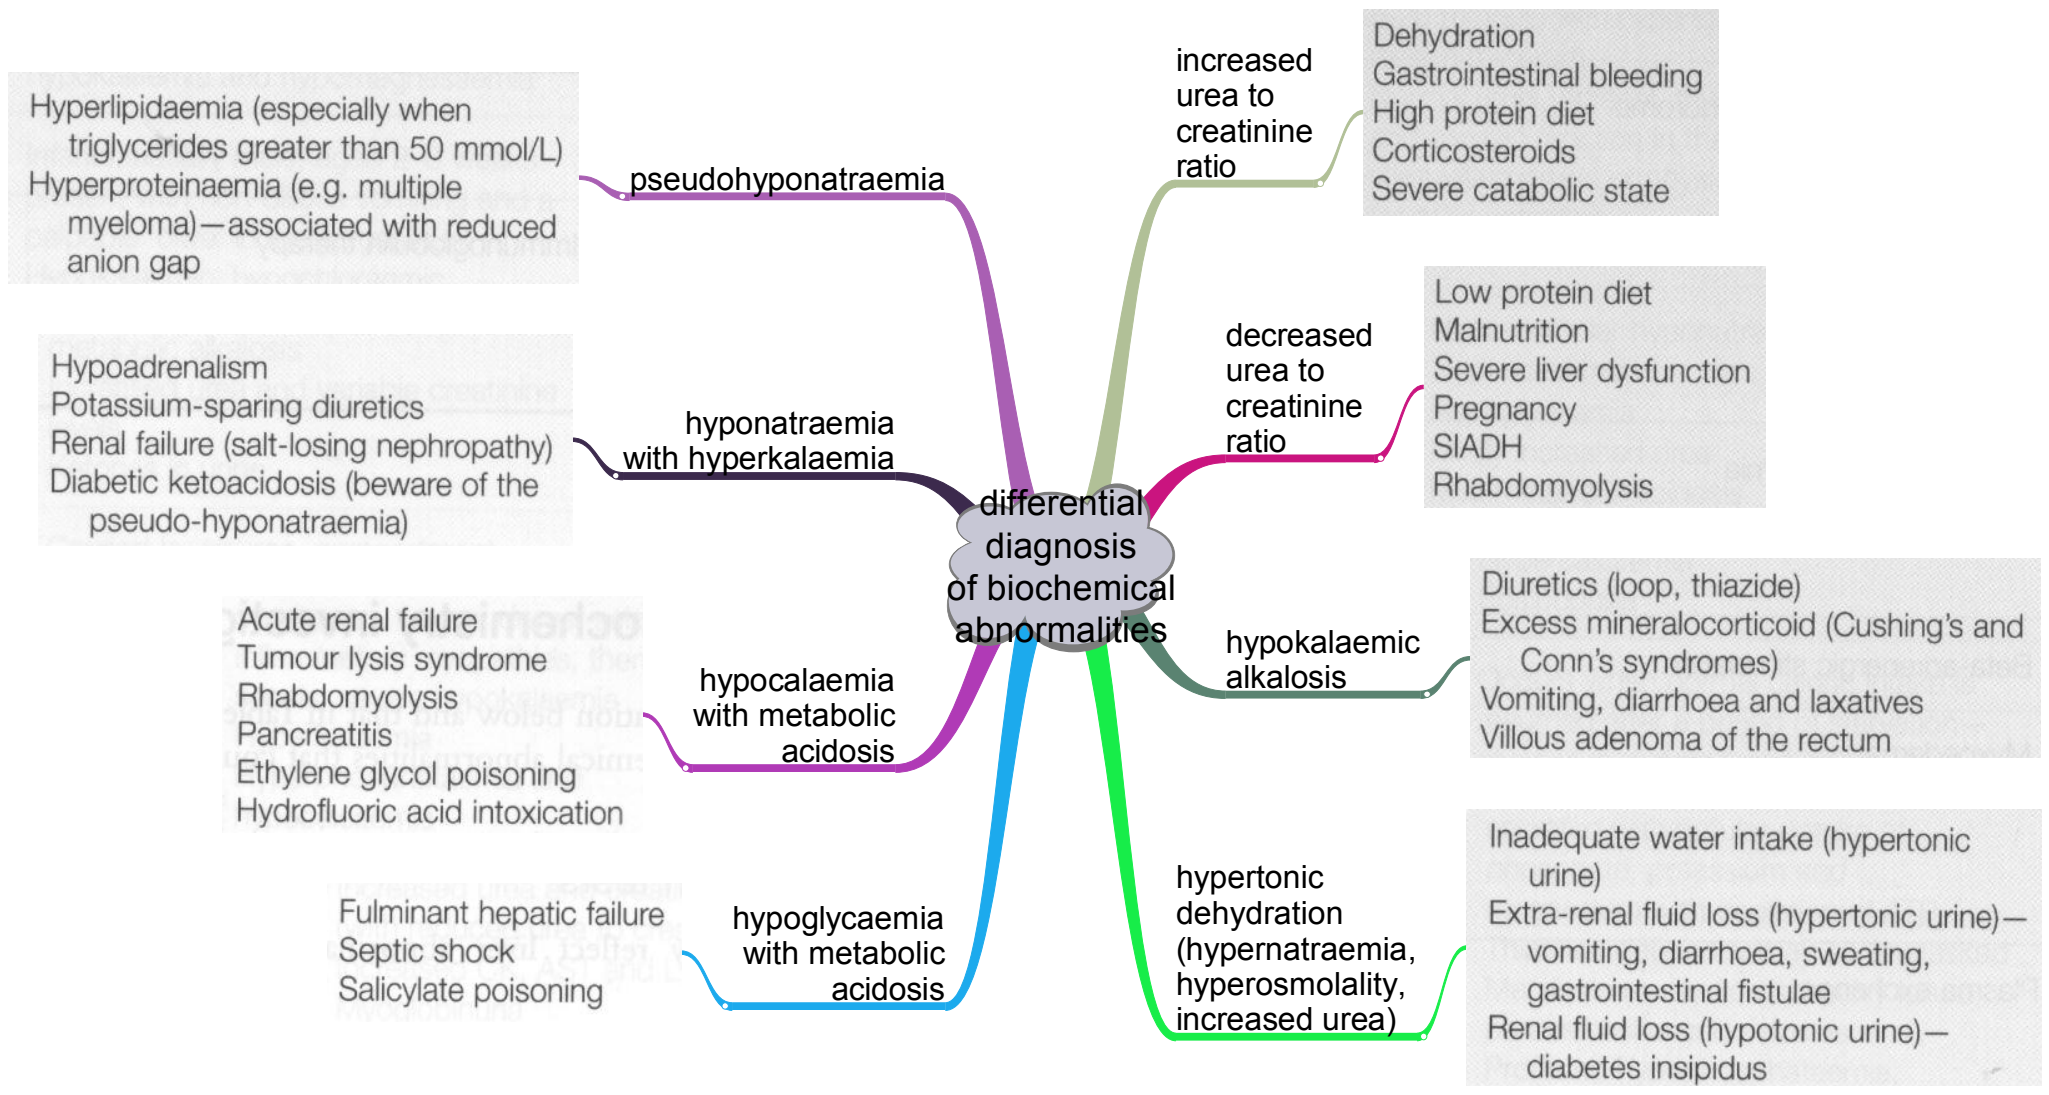 differential
diagnosis
of biochemical
abnormalities
increased
urea to
creatinine
ratio
Dehydration
Gastrointestinal bleeding
High protein diet
Corticosteroids
Severe catabolic state
decreased
urea to
creatinine
ratio
Low protein diet
Malnutrition
Severe liver dysfunction
Pregnancy
SIADH
Rhabdomyolysis
hypokalaemic
alkalosis
Diuretics (loop, thiazide)
Excess mineralocorticoid (Cushing's and
Conn's syndromes)
Vomiting, diarrhoea and laxatives
Villous adenoma of the rectum
hypertonic
dehydration
(hypernatraemia,
hyperosmolality,
increased urea)
Inadequate water intake (hypertonic
urine)
Extra-renal fluid loss (hypertonic urine)—
vomiting, diarrhoea, sweating,
gastrointestinal fistulae
Renal fluid loss (hypotonic urine)—
diabetes insipidus
pseudohyponatraemia
Hyperlipidaemia (especially when
triglycerides greater than 50 mmol/L)
Hyperproteinaemia (e.g. multiple
myeloma)—associated with reduced
anion gap
hyponatraemia
with hyperkalaemia
Hypoadrenalism
Potassium-sparing diuretics
Renal failure (salt-losing nephropathy)
Diabetic ketoacidosis (beware of the
pseudo-hyponatraemia)
hypocalaemia
with metabolic
acidosis
Acute renal failure
Tumour lysis syndrome
Rhabdomyolysis
Pancreatitis
Ethylene glycol poisoning
Hydrofluoric acid intoxication
hypoglycaemia
with metabolic
acidosis
Fulminant hepatic failure
Septic shock
Salicylate poisoning